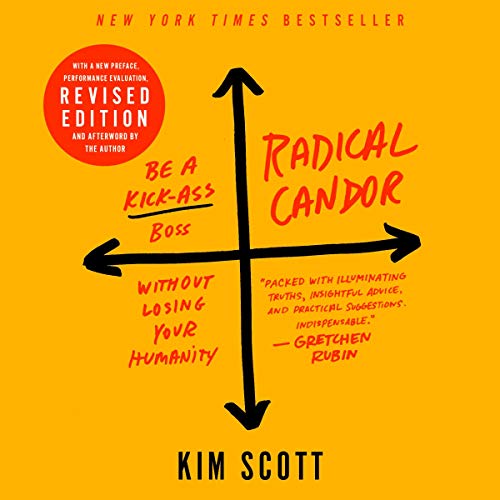 NEW YORK TIMES BESTSELLER
WITH A NEW PREFACE,
PERFORMANCE EVALUATION,
REVISED
EDITION
AND AFTERWORD BY
THE AUTHOR
RADICAL
CANDOR
BE A
KICK-ASS
BOSS
WITHOUT
LOSING
YOUR
HUMANITY
"PACKED WITH ILLUMINATING
TRUTHS, INSIGHTFUL ADVICE,
AND PRACTICAL SUGGESTIONS.
INDISPENSABLE."
— GRETCHEN
RUBIN
KIM SCOTT